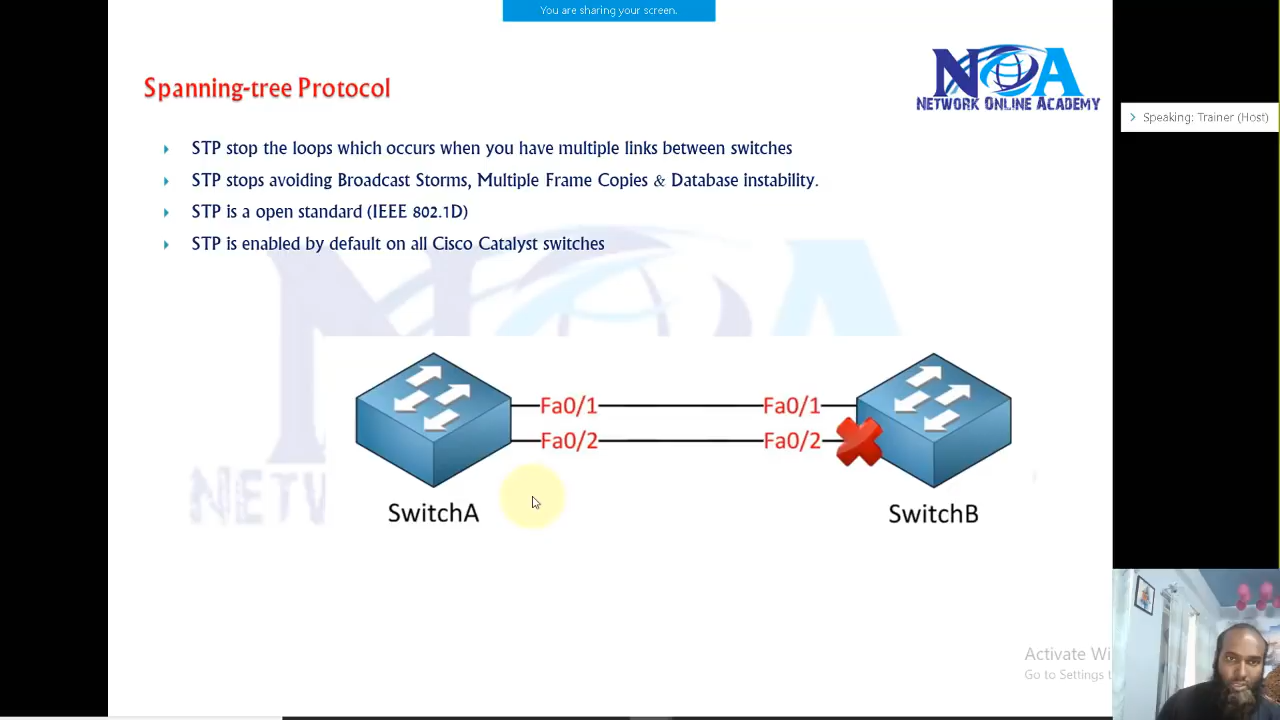 You are sharing your screen.
NOA
NETWORK ONLINE ACADEMY
Speaking: Trainer (Host)
Spanning-tree Protocol
STP stop the loops which occurs when you have multiple links between switches
STP stops avoiding Broadcast Storms, Multiple Frame Copies & Database instability.
STP is a open standard (IEEE 802.1D)
STP is enabled by default on all Cisco Catalyst switches
Fa0/1 Fa0/1
Fa0/2 Fa0/2
SwitchA SwitchB
NETW
Activate Wi
Go to Settings t